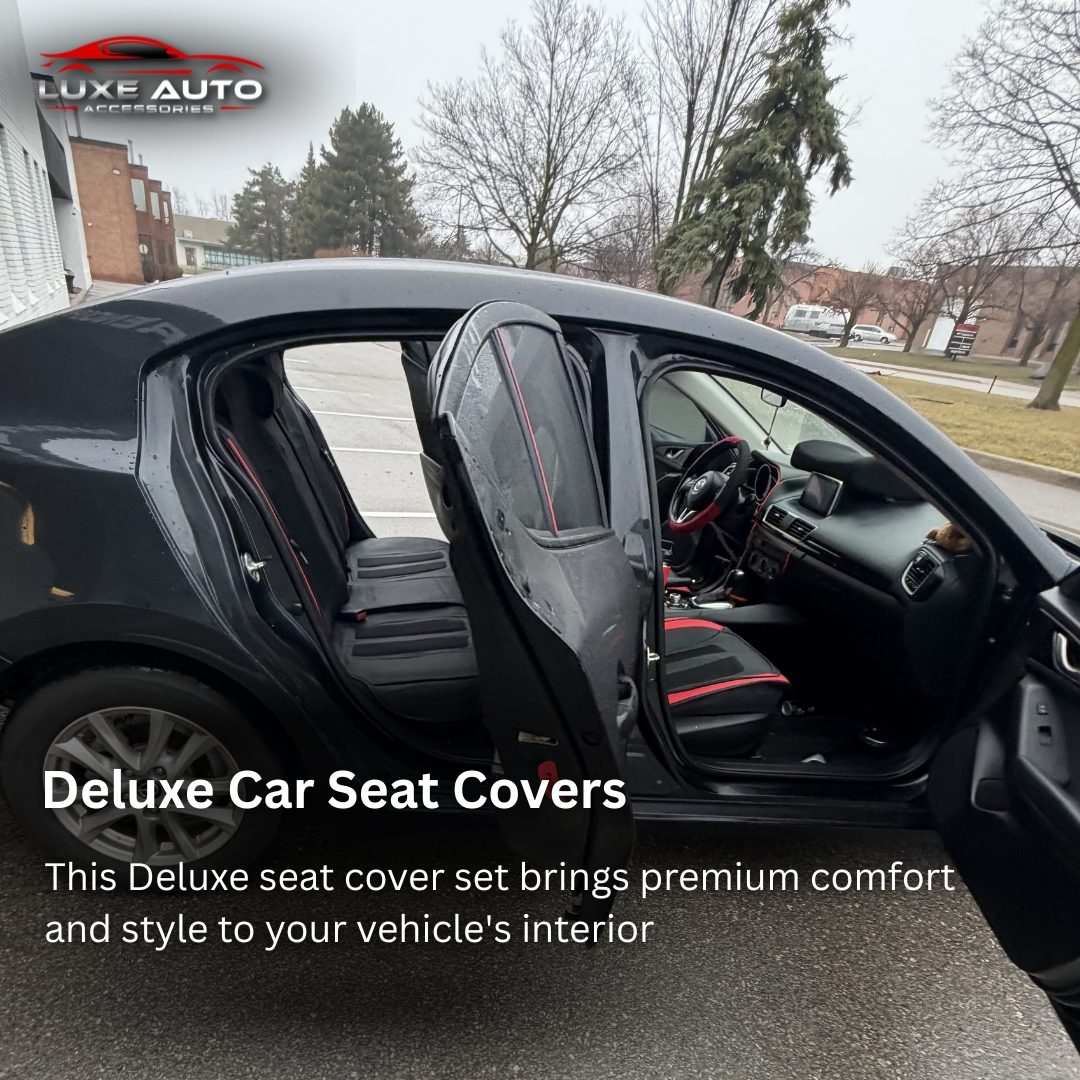 LUXE AUTO
ACCESSORIES
Deluxe Car Seat Covers
This Deluxe seat cover set brings premium comfort
and style to your vehicle's interior